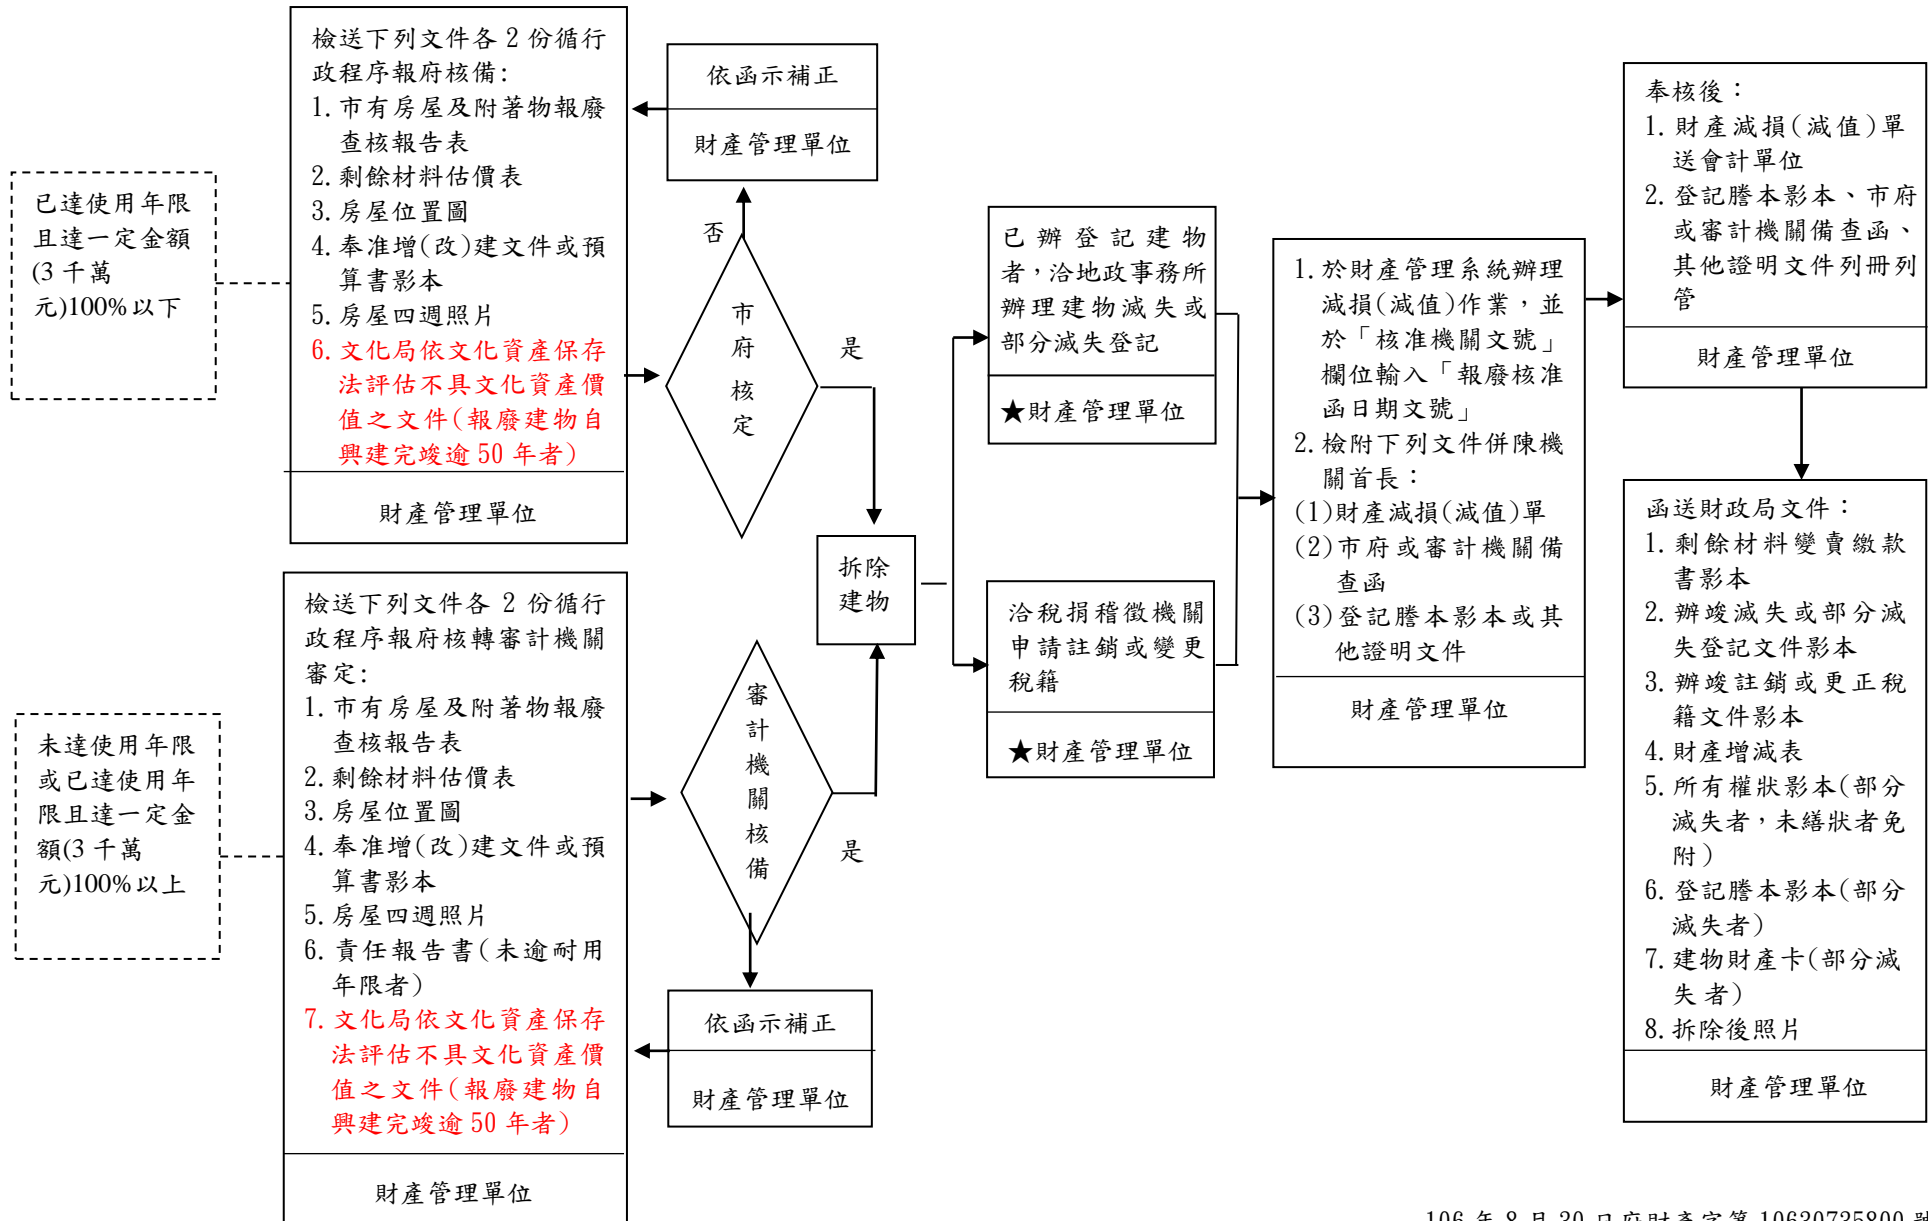 已達使用年限
且達一定金額
(3 千萬
元)100%以下
檢送下列文件各 2 份循行
政程序報府核備:
1. 市有房屋及附著物報廢
查核報告表
2. 剩餘材料估價表
3. 房屋位置圖
4. 奉准增(改)建文件或預
算書影本
5. 房屋四週照片
6. 文化局依文化資產保存
法評估不具文化資產價
值之文件(報廢建物自
興建完竣逾 50 年者)
財產管理單位
依函示補正
財產管理單位
否
市
府
核
定
是
未達使用年限
或已達使用年
限且達一定金
額(3 千萬
元)100%以上
檢送下列文件各 2 份循行
政程序報府核轉審計機關
審定:
1. 市有房屋及附著物報廢
查核報告表
2. 剩餘材料估價表
3. 房屋位置圖
4. 奉准增(改)建文件或預
算書影本
5. 房屋四週照片
6. 責任報告書(未逾耐用
年限者)
7. 文化局依文化資產保存
法評估不具文化資產價
值之文件(報廢建物自
興建完竣逾 50 年者)
財產管理單位
審
計
機
關
核
備
是
依函示補正
財產管理單位
拆除
建物
已辦登記建物
者,洽地政事務所
辦理建物滅失或
部分滅失登記
★財產管理單位
洽稅捐稽徵機關
申請註銷或變更
稅籍
★財產管理單位
1. 於財產管理系統辦理
減損(減值)作業,並
於「核准機關文號」
欄位輸入「報廢核准
函日期文號」
2. 檢附下列文件併陳機
關首長：
(1)財產減損(減值)單
(2)市府或審計機關備
查函
(3)登記謄本影本或其
他證明文件
財產管理單位
奉核後：
1. 財產減損(減值)單
送會計單位
2. 登記謄本影本、市府
或審計機關備查函、
其他證明文件列冊列
管
財產管理單位
函送財政局文件：
1. 剩餘材料變賣繳款
書影本
2. 辦竣滅失或部分滅
失登記文件影本
3. 辦竣註銷或更正稅
籍文件影本
4. 財產增減表
5. 所有權狀影本(部分
滅失者,未繕狀者免
附)
6. 登記謄本影本(部分
滅失者)
7. 建物財產卡(部分滅
失者)
8. 拆除後照片
財產管理單位
106 年 8 月 30 日府財產字第 10630735800 號